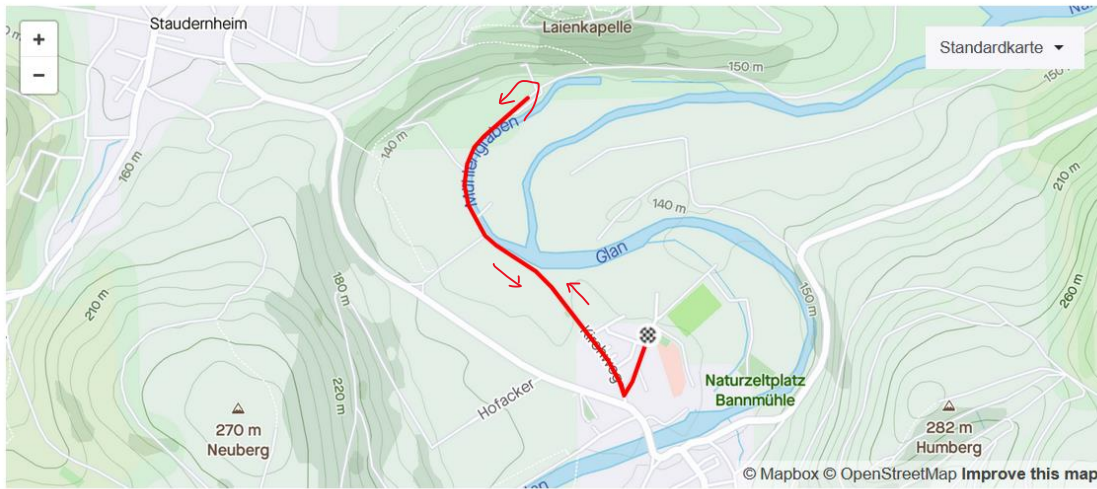 Staudernheim
Laienkapelle
+
−
Standardkarte
150 m
150 m
140 m
160 m
Mühlengraben
140 m
Glan
210 m
210 m
180 m
150 m
260 m
Kirchweg
Naturzeltplatz
Bannmühle
Hofacker
220 m
270 m
Neuberg
282 m
Humberg
© Mapbox © OpenStreetMap Improve this map